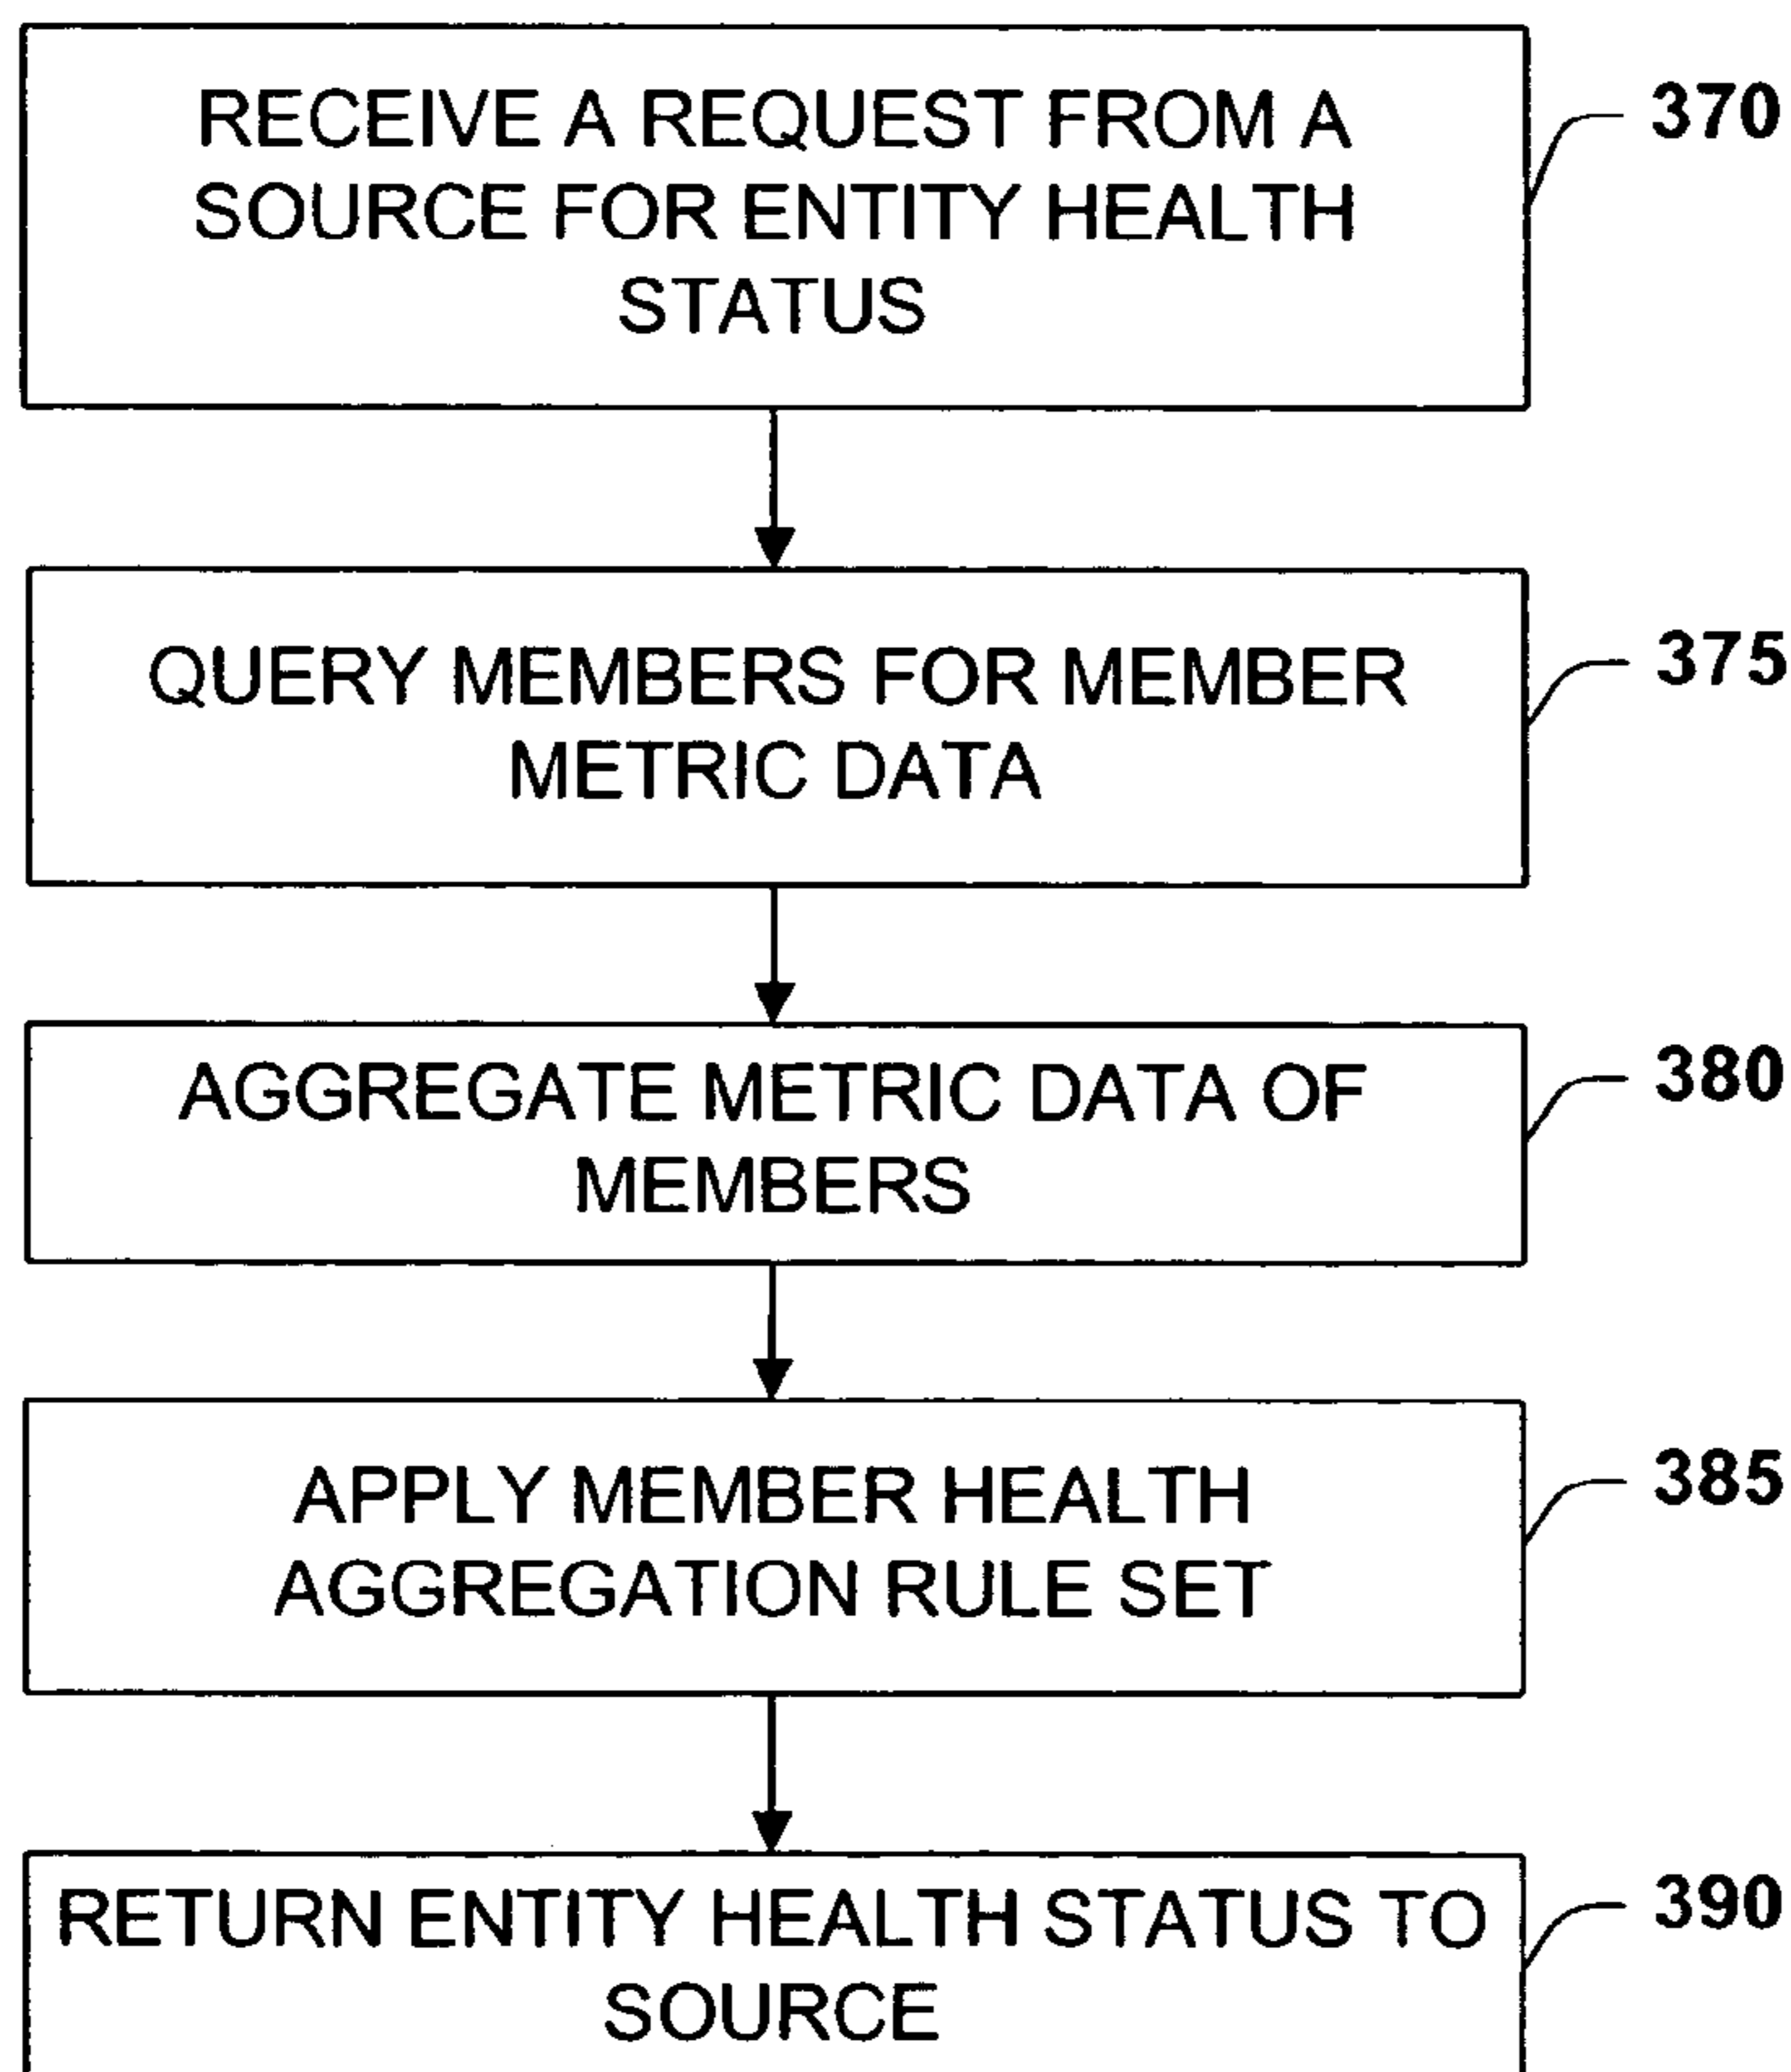 RECEIVE A REQUEST FROM A
SOURCE FOR ENTITY HEALTH
STATUS
370
QUERY MEMBERS FOR MEMBER
METRIC DATA
375
AGGREGATE METRIC DATA OF
MEMBERS
380
APPLY MEMBER HEALTH
AGGREGATION RULE SET
385
RETURN ENTITY HEALTH STATUS TO
SOURCE
390